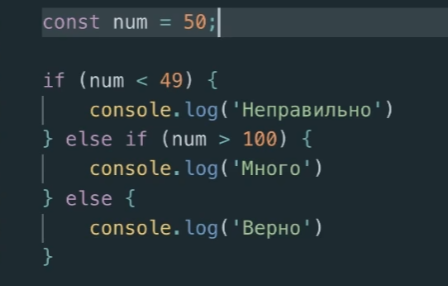 const num = 50;
if (num < 49) {
console.log('Неправильно')
} else if (num > 100) {
console.log('Много')
} else {
console.log('Верно')
}